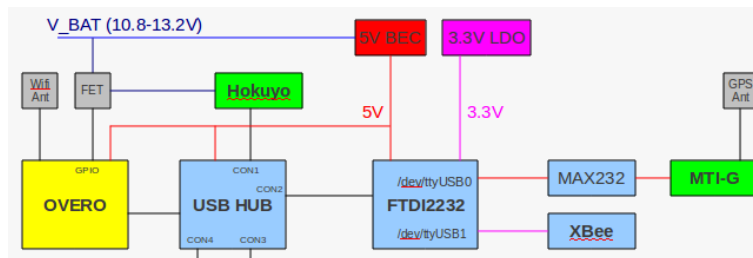 V_BAT (10.8-13.2V)
5V BEC
3.3V LDO
Wifi
Ant
FET
Hokuyo
GPS
Ant
5V
3.3V
GPIO
CON1
CON2
/dev/ttyUSB0
OVERO
USB HUB
FTDI2232
MAX232
MTI-G
/dev/ttyUSB1
XBee
CON4
CON3